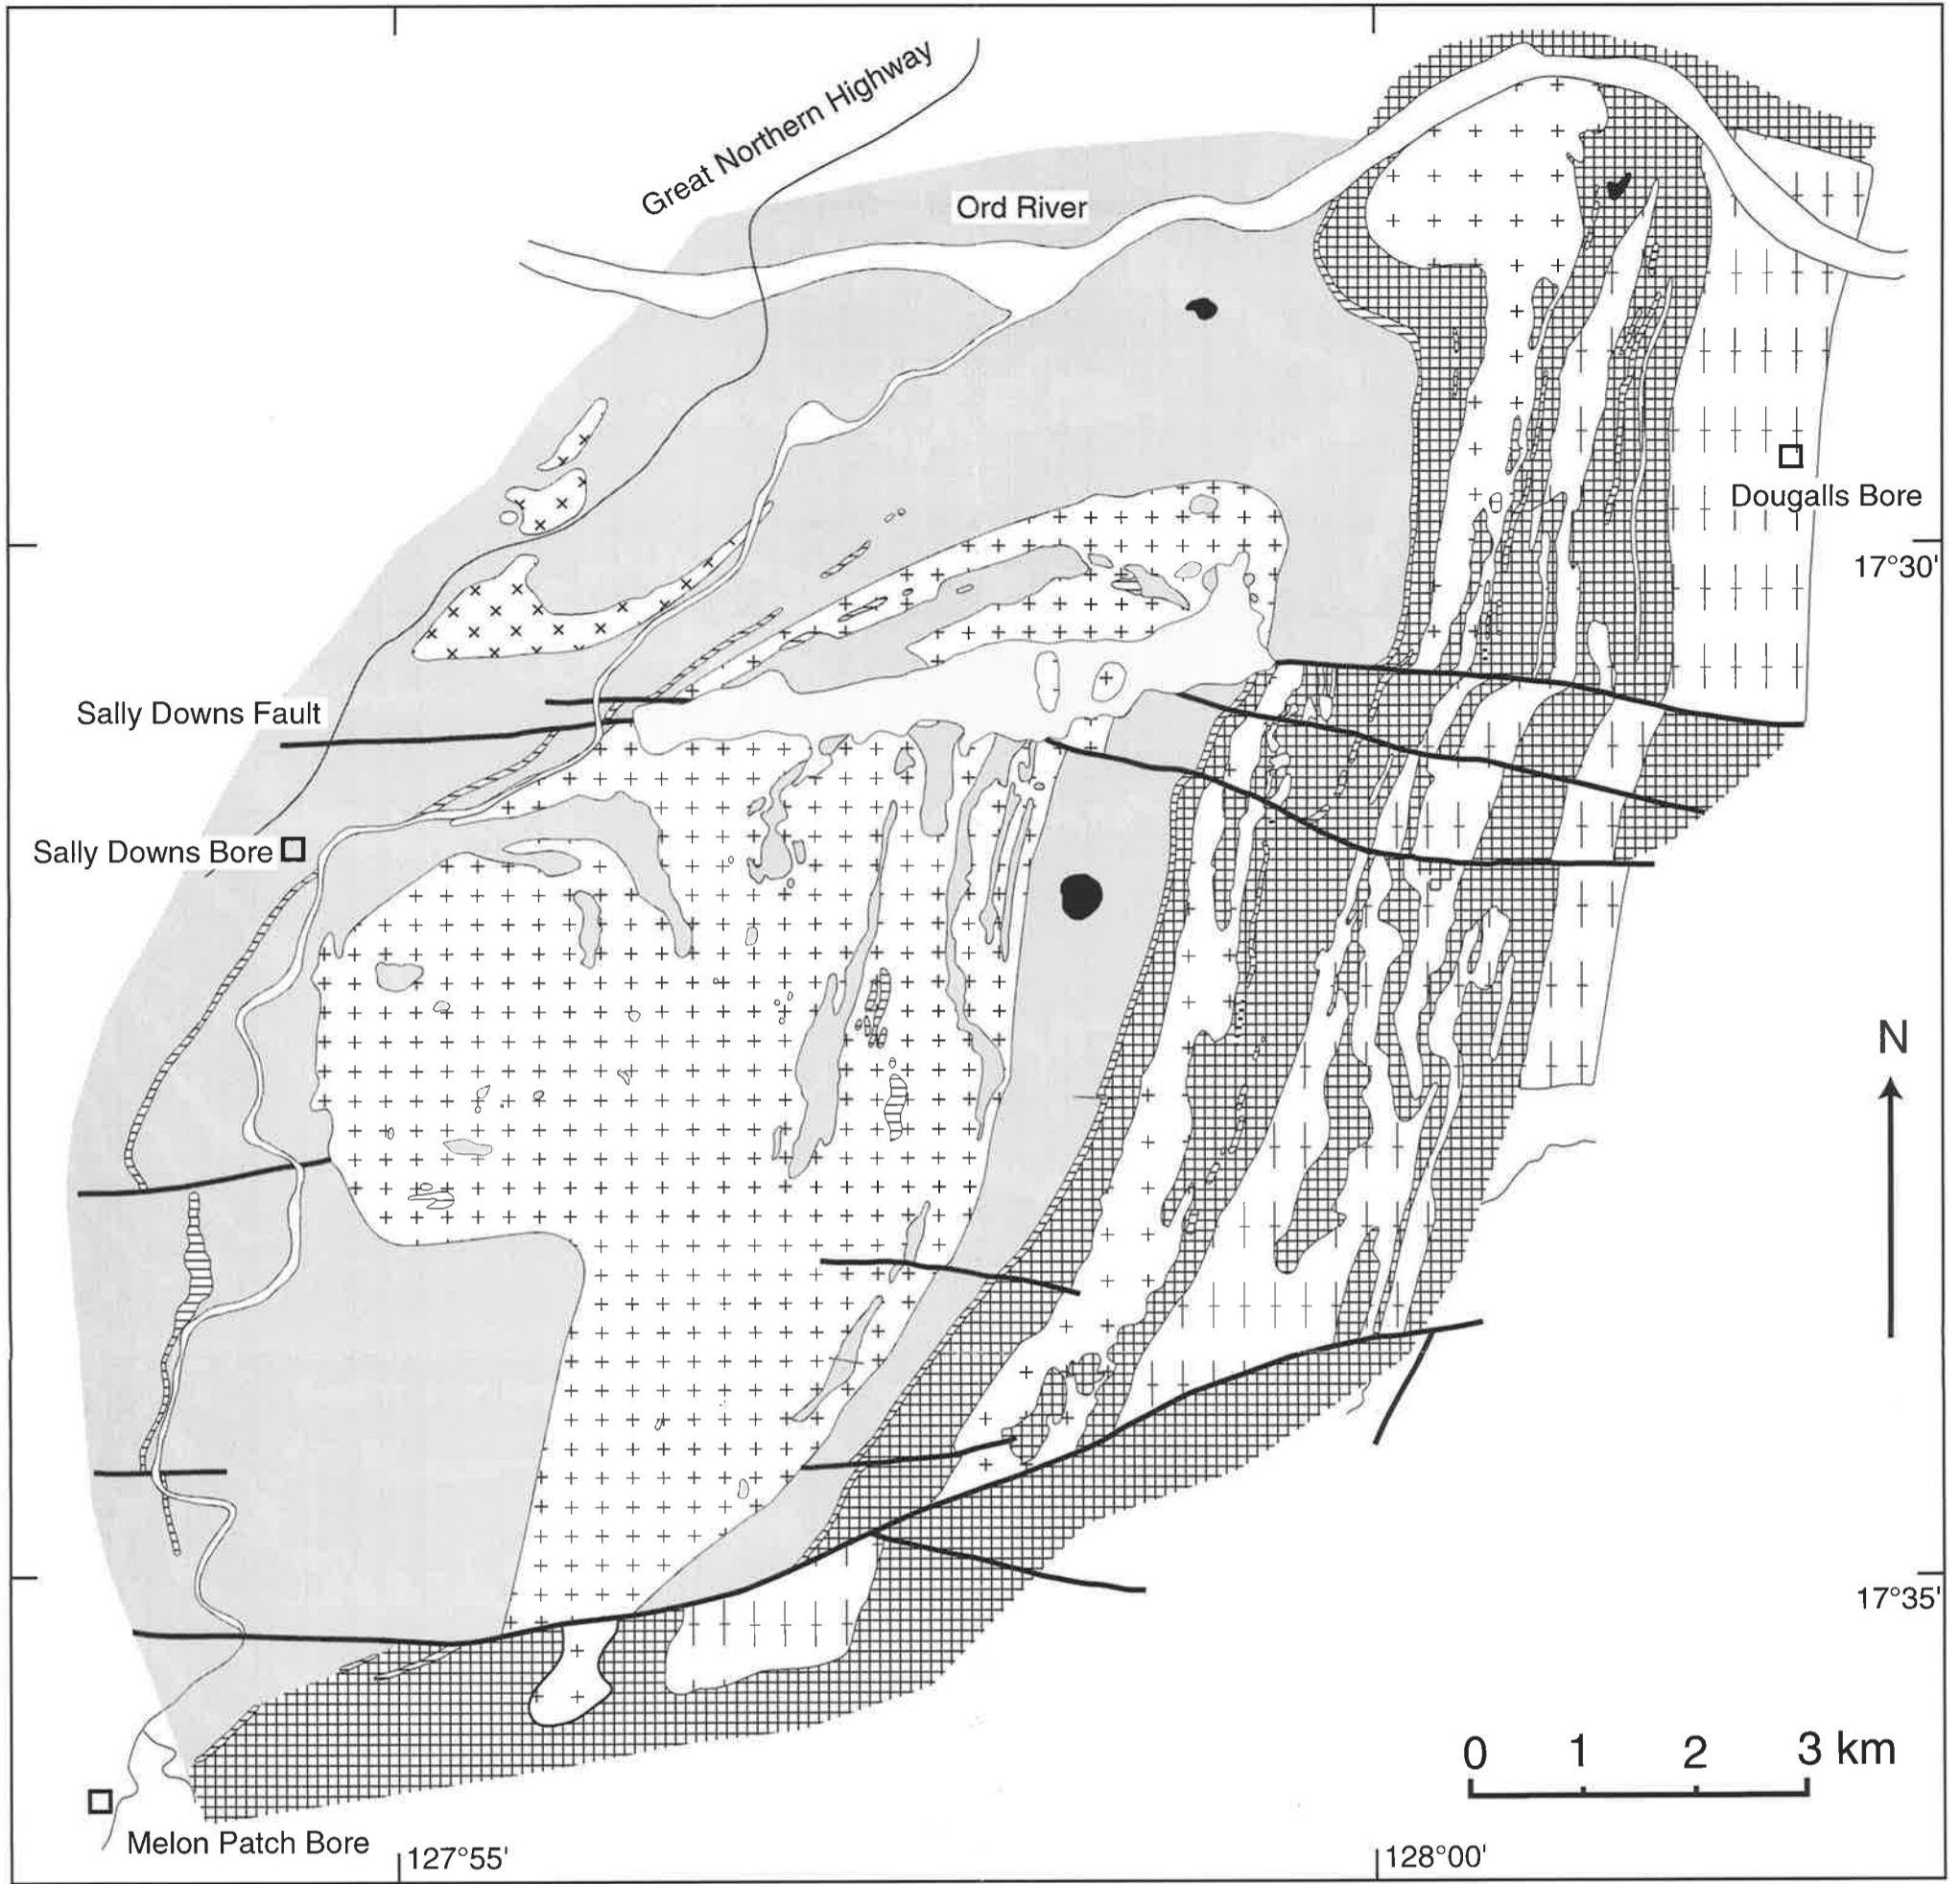 Great Northern Highway
Ord River
Dougalls Bore
17°30'
Sally Downs Fault
Sally Downs Bore
N
17°35'
0 1 2 3 km
Melon Patch Bore
127°55'
128°00'